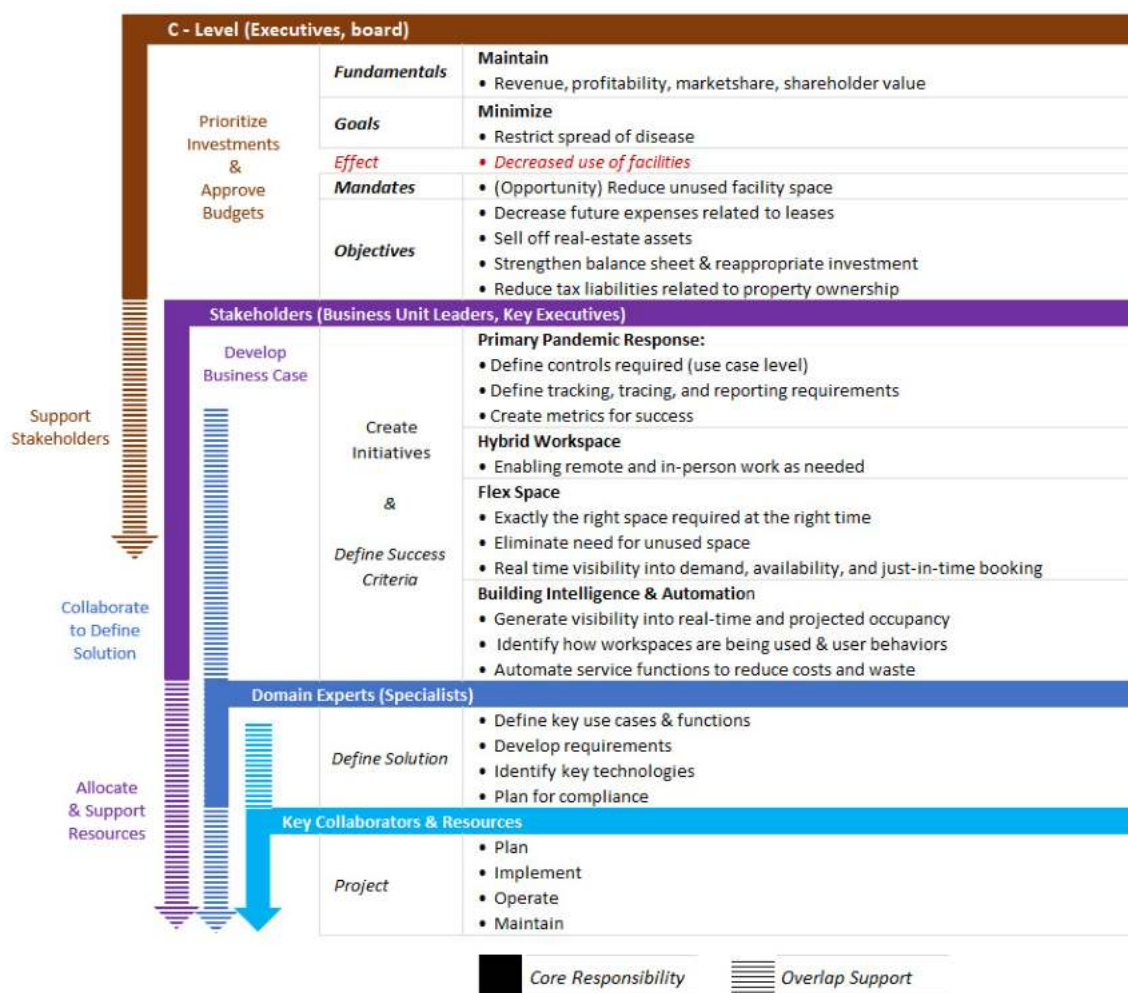 C - Level (Executives, board)
Prioritize
Investments
&
Approve
Budgets
Fundamentals
Maintain
• Revenue, profitability, marketshare, shareholder value
Goals
Minimize
• Restrict spread of disease
Effect
• Decreased use of facilities
Mandates
• (Opportunity) Reduce unused facility space
Objectives
• Decrease future expenses related to leases
• Sell off real-estate assets
• Strengthen balance sheet & reappropriate investment
• Reduce tax liabilities related to property ownership
Support
Stakeholders
Stakeholders (Business Unit Leaders, Key Executives)
Develop
Business Case
Create
Initiatives
&
Define Success
Criteria
Primary Pandemic Response:
• Define controls required (use case level)
• Define tracking, tracing, and reporting requirements
• Create metrics for success
Hybrid Workspace
• Enabling remote and in-person work as needed
Flex Space
• Exactly the right space required at the right time
• Eliminate need for unused space
• Real time visibility into demand, availability, and just-in-time booking
Building Intelligence & Automation
• Generate visibility into real-time and projected occupancy
• Identify how workspaces are being used & user behaviors
• Automate service functions to reduce costs and waste
Collaborate
to Define
Solution
Domain Experts (Specialists)
Define Solution
• Define key use cases & functions
• Develop requirements
• Identify key technologies
• Plan for compliance
Allocate
& Support
Resources
Key Collaborators & Resources
Project
• Plan
• Implement
• Operate
• Maintain
Core Responsibility
Overlap Support